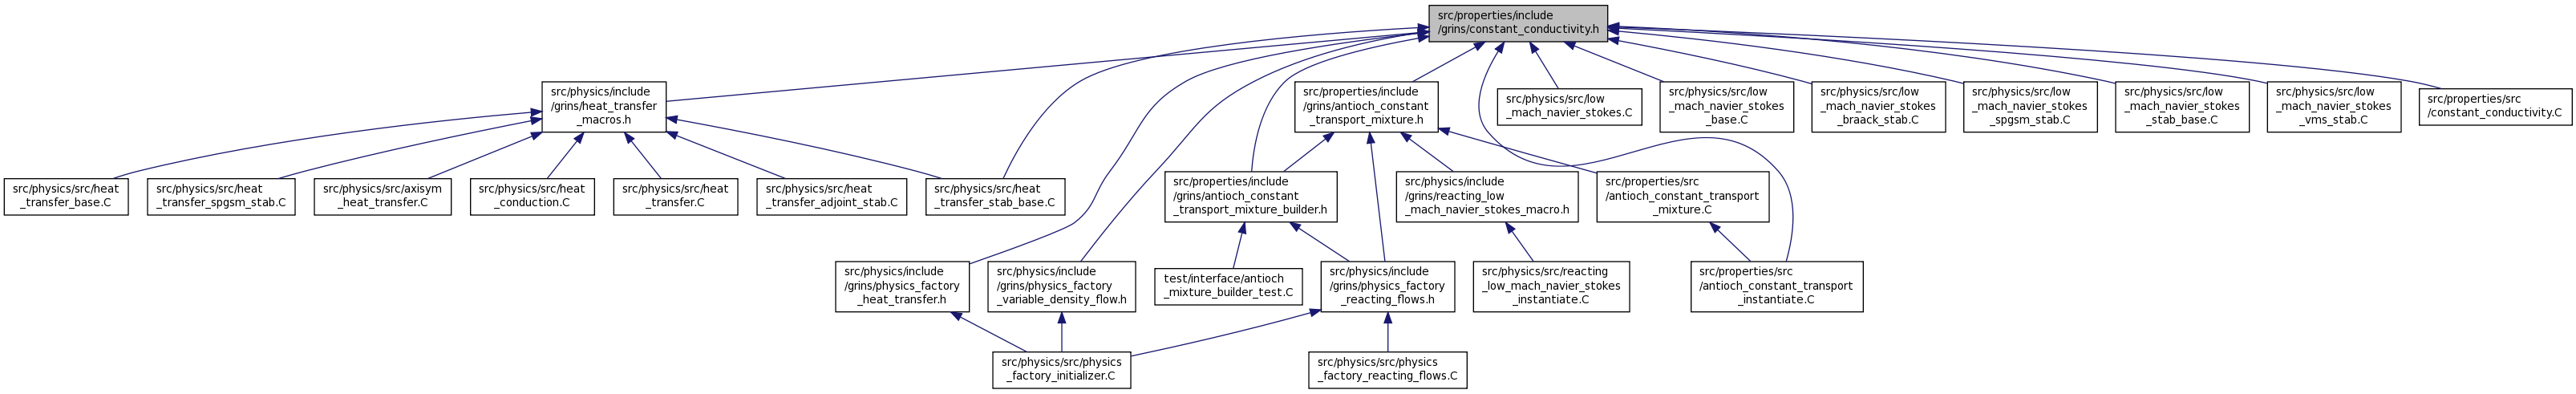 src/properties/include
/grins/constant_conductivity.h
src/physics/include
/grins/heat_transfer
_macros.h
src/properties/include
/grins/antioch_constant
_transport_mixture.h
src/physics/src/low
_mach_navier_stokes.C
src/physics/src/low
_mach_navier_stokes
_base.C
src/physics/src/low
_mach_navier_stokes
_braack_stab.C
src/physics/src/low
_mach_navier_stokes
_spgsm_stab.C
src/physics/src/low
_mach_navier_stokes
_stab_base.C
src/physics/src/low
_mach_navier_stokes
_vms_stab.C
src/properties/src
/constant_conductivity.C
src/physics/src/heat
_transfer_base.C
src/physics/src/heat
_transfer_spgsm_stab.C
src/physics/src/axisym
_heat_transfer.C
src/physics/src/heat
_conduction.C
src/physics/src/heat
_transfer.C
src/physics/src/heat
_transfer_adjoint_stab.C
src/physics/src/heat
_transfer_stab_base.C
src/properties/include
/grins/antioch_constant
_transport_mixture_builder.h
src/physics/include
/grins/reacting_low
_mach_navier_stokes_macro.h
src/properties/src
/antioch_constant_transport
_mixture.C
src/physics/include
/grins/physics_factory
_heat_transfer.h
src/physics/include
/grins/physics_factory
_variable_density_flow.h
test/interface/antioch
_mixture_builder_test.C
src/physics/include
/grins/physics_factory
_reacting_flows.h
src/physics/src/reacting
_low_mach_navier_stokes
_instantiate.C
src/properties/src
/antioch_constant_transport
_instantiate.C
src/physics/src/physics
_factory_initializer.C
src/physics/src/physics
_factory_reacting_flows.C